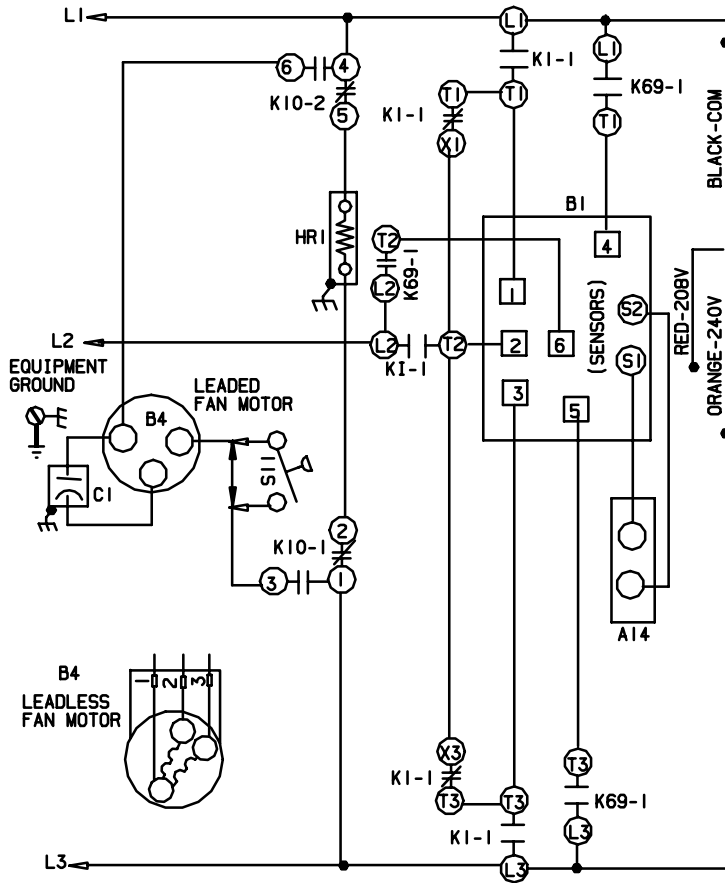 L1
L1
L1
6
4
K1-1
K69-1
K10-2
T1
T1
T1
5
K1-1
X1
BLACK-COM
B1
HR1
T2
4
L2
K69-1
1
(SENSORS)
S2
RED-208V
ORANGE-240V
L2
L2
T2
2
6
S1
K1-1
EQUIPMENT
GROUND
LEADED
FAN MOTOR
3
5
B4
S11
C1
2
K10-1
3
1
A14
B4
LEADLESS
FAN MOTOR
1
2
3
X3
T3
K1-1
T3
T3
K69-1
K1-1
L3
L3
L3